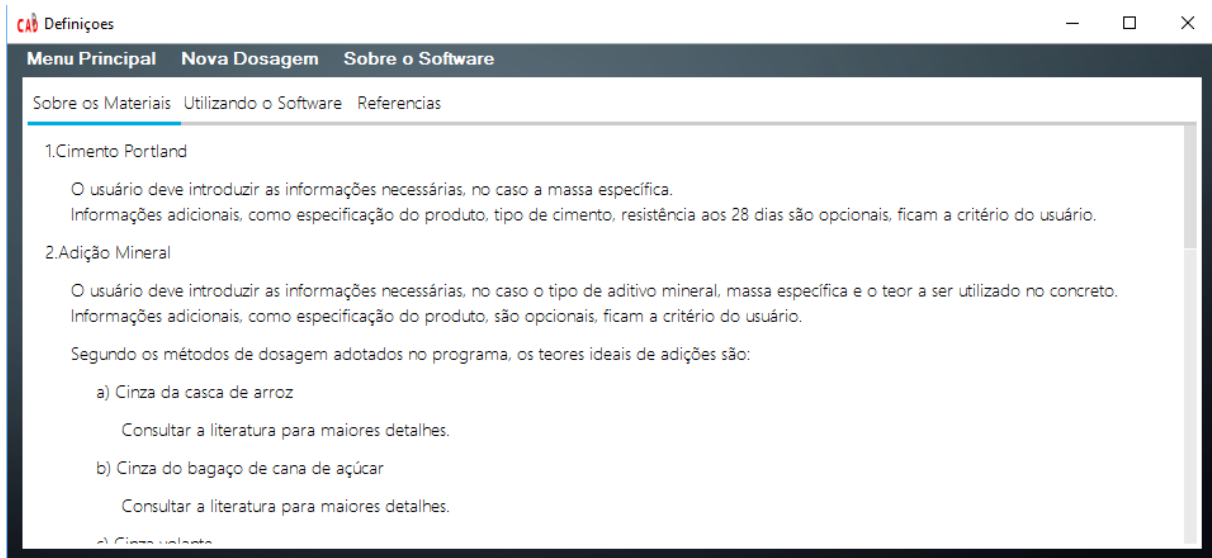 CAD Definiçoes
Menu Principal Nova Dosagem Sobre o Software
Sobre os Materiais Utilizando o Software Referencias
1.Cimento Portland
O usuário deve introduzir as informações necessárias, no caso a massa específica.
Informações adicionais, como especificação do produto, tipo de cimento, resistência aos 28 dias são opcionais, ficam a critério do usuário.
2.Adição Mineral
O usuário deve introduzir as informações necessárias, no caso o tipo de aditivo mineral, massa específica e o teor a ser utilizado no concreto.
Informações adicionais, como especificação do produto, são opcionais, ficam a critério do usuário.
Segundo os métodos de dosagem adotados no programa, os teores ideais de adições são:
a) Cinza da casca de arroz
Consultar a literatura para maiores detalhes.
b) Cinza do bagaço de cana de açúcar
Consultar a literatura para maiores detalhes.
c) Cinza volante